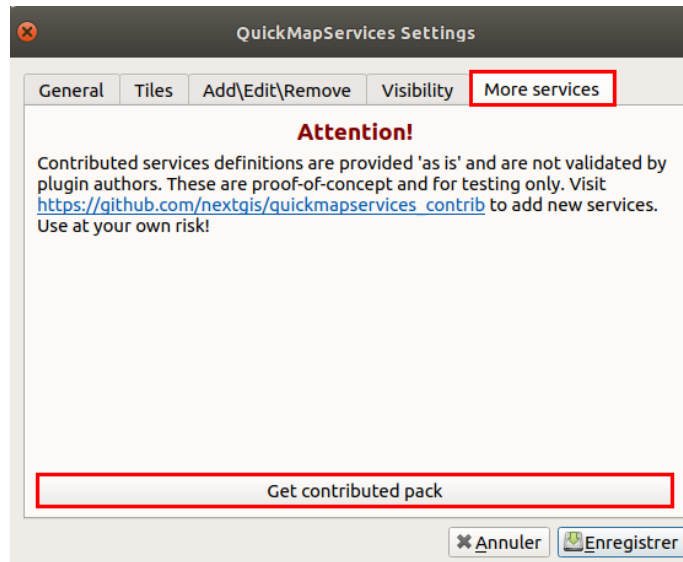 QuickMapServices Settings
General Tiles Add\Edit\Remove Visibility More services
Attention!
Contributed services definitions are provided 'as is' and are not validated by
plugin authors. These are proof-of-concept and for testing only. Visit
https://github.com/nextgis/quickmapservices_contrib to add new services.
Use at your own risk!
Get contributed pack
Annuler Enregistrer